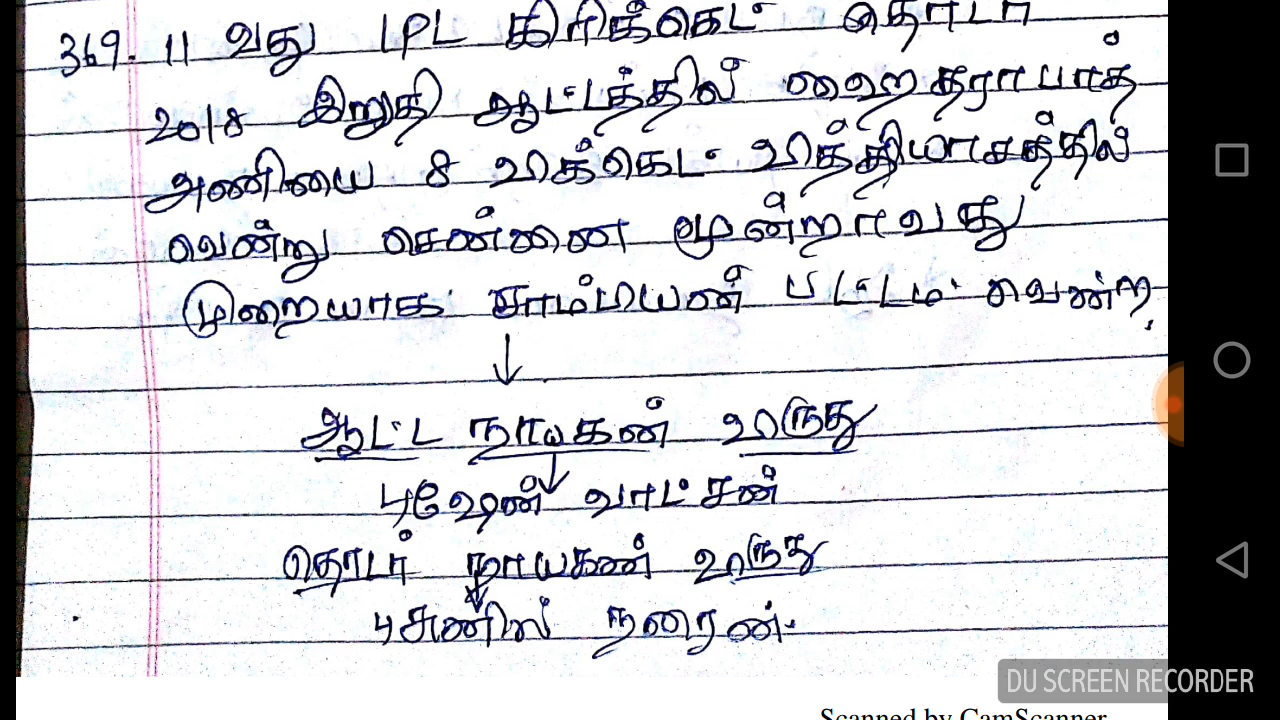 369. 11 வது IPL கிரிக்கெட் தொடர்
2018 இறுதி ஆட்டத்தில் ஹைதராபாத்
அணியை 8 விக்கெட் வித்தியாசத்தில்
வென்று சென்னை மூன்றாவது
முறையாக சாம்பியன் பட்டம் வென்ற
↓
ஆட்ட நாயகன் விருது
ஷேன் வாட்சன்
தொடர் நாயகன் விருது
சுனில் நரைன்.
DU SCREEN RECORDER
Scanned by CamScanner